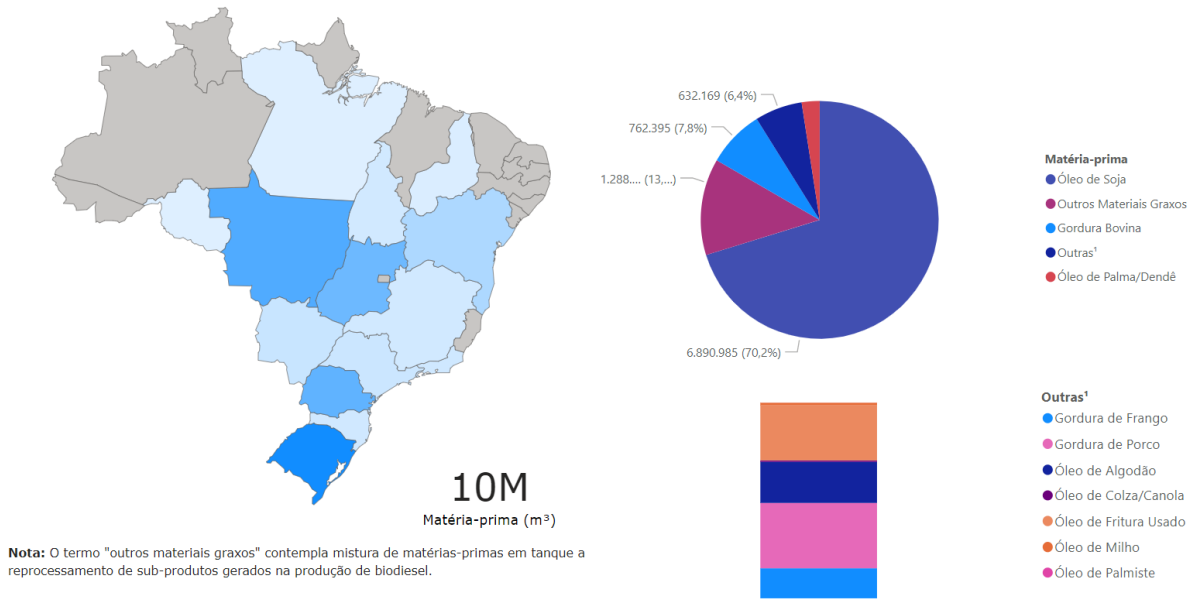 632.169 (6,4%)
762.395 (7,8%)
1.288.... (13,...)
6.890.985 (70,2%)
Matéria-prima
Óleo de Soja
Outros Materiais Graxos
Gordura Bovina
Outras¹
Óleo de Palma/Dendê
10M
Matéria-prima (m³)
Nota: O termo "outros materiais graxos" contempla mistura de matérias-primas em tanque a
reprocessamento de sub-produtos gerados na produção de biodiesel.
Outras¹
Gordura de Frango
Gordura de Porco
Óleo de Algodão
Óleo de Colza/Canola
Óleo de Fritura Usado
Óleo de Milho
Óleo de Palmiste